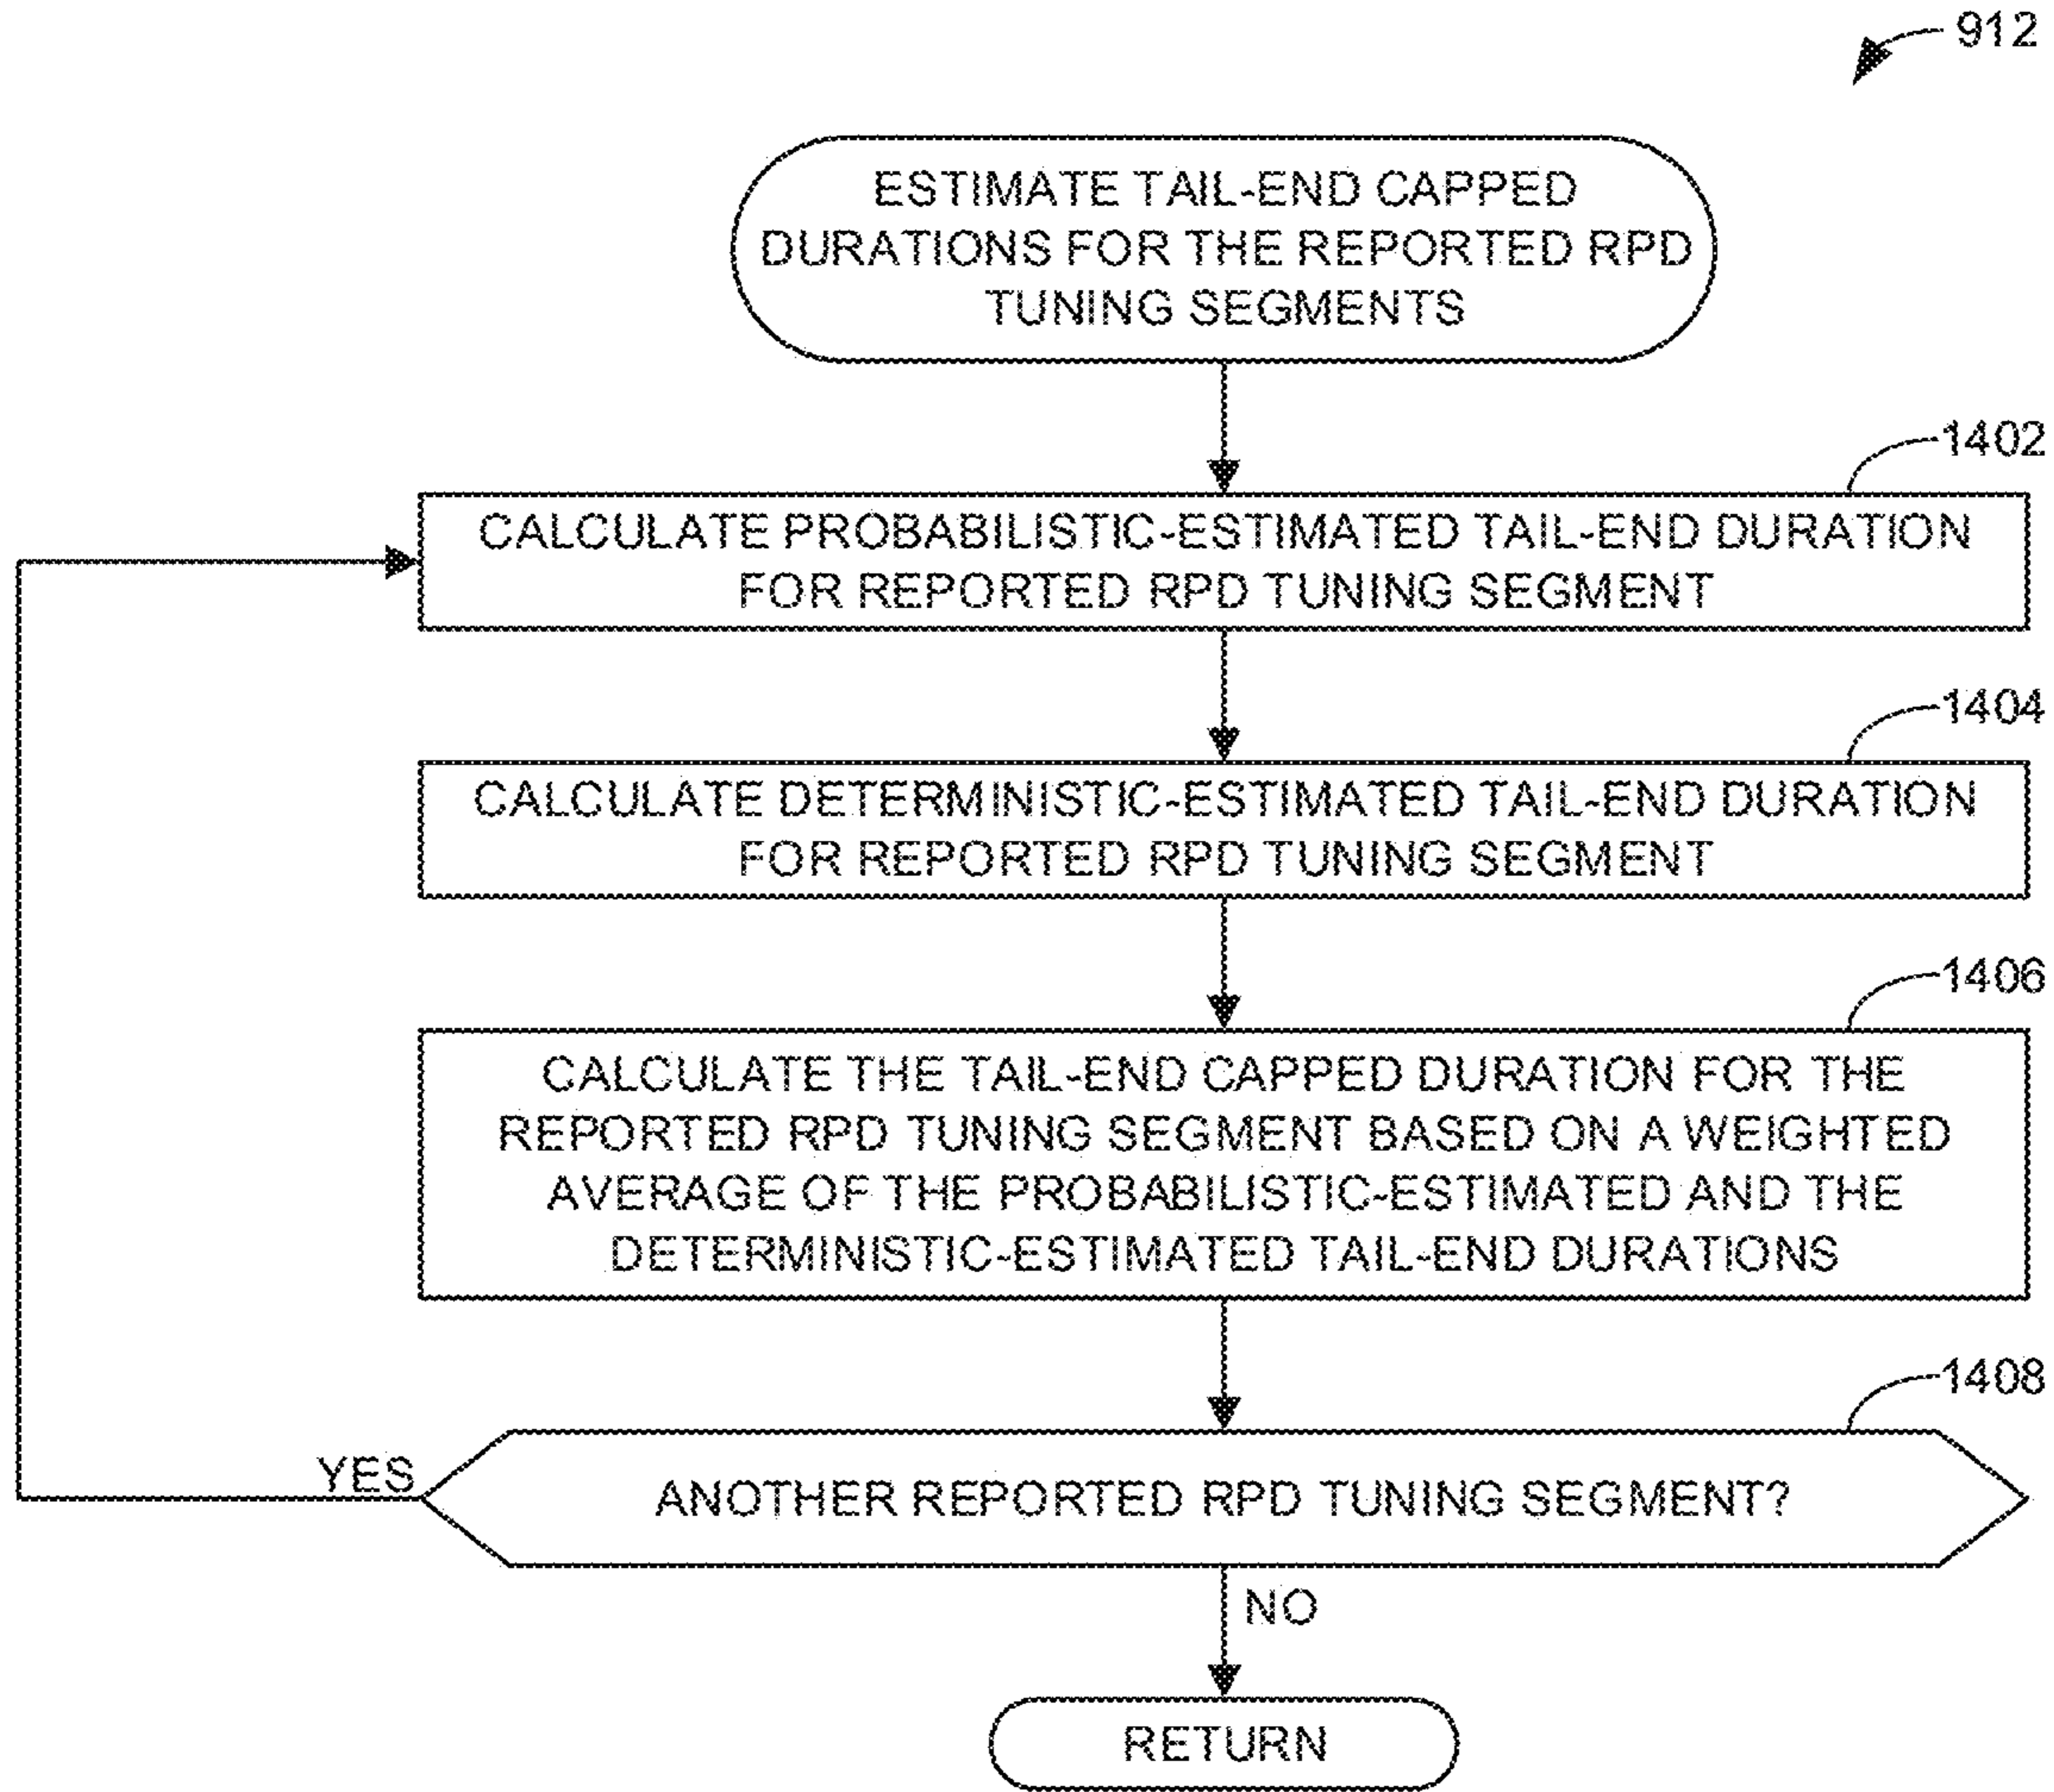 912
ESTIMATE TAIL-END CAPPED
DURATIONS FOR THE REPORTED RPD
TUNING SEGMENTS
1402
CALCULATE PROBABILISTIC-ESTIMATED TAIL-END DURATION
FOR REPORTED RPD TUNING SEGMENT
1404
CALCULATE DETERMINISTIC-ESTIMATED TAIL-END DURATION
FOR REPORTED RPD TUNING SEGMENT
1406
CALCULATE THE TAIL-END CAPPED DURATION FOR THE
REPORTED RPD TUNING SEGMENT BASED ON A WEIGHTED
AVERAGE OF THE PROBABILISTIC-ESTIMATED AND THE
DETERMINISTIC-ESTIMATED TAIL-END DURATIONS
1408
YES
ANOTHER REPORTED RPD TUNING SEGMENT?
NO
RETURN